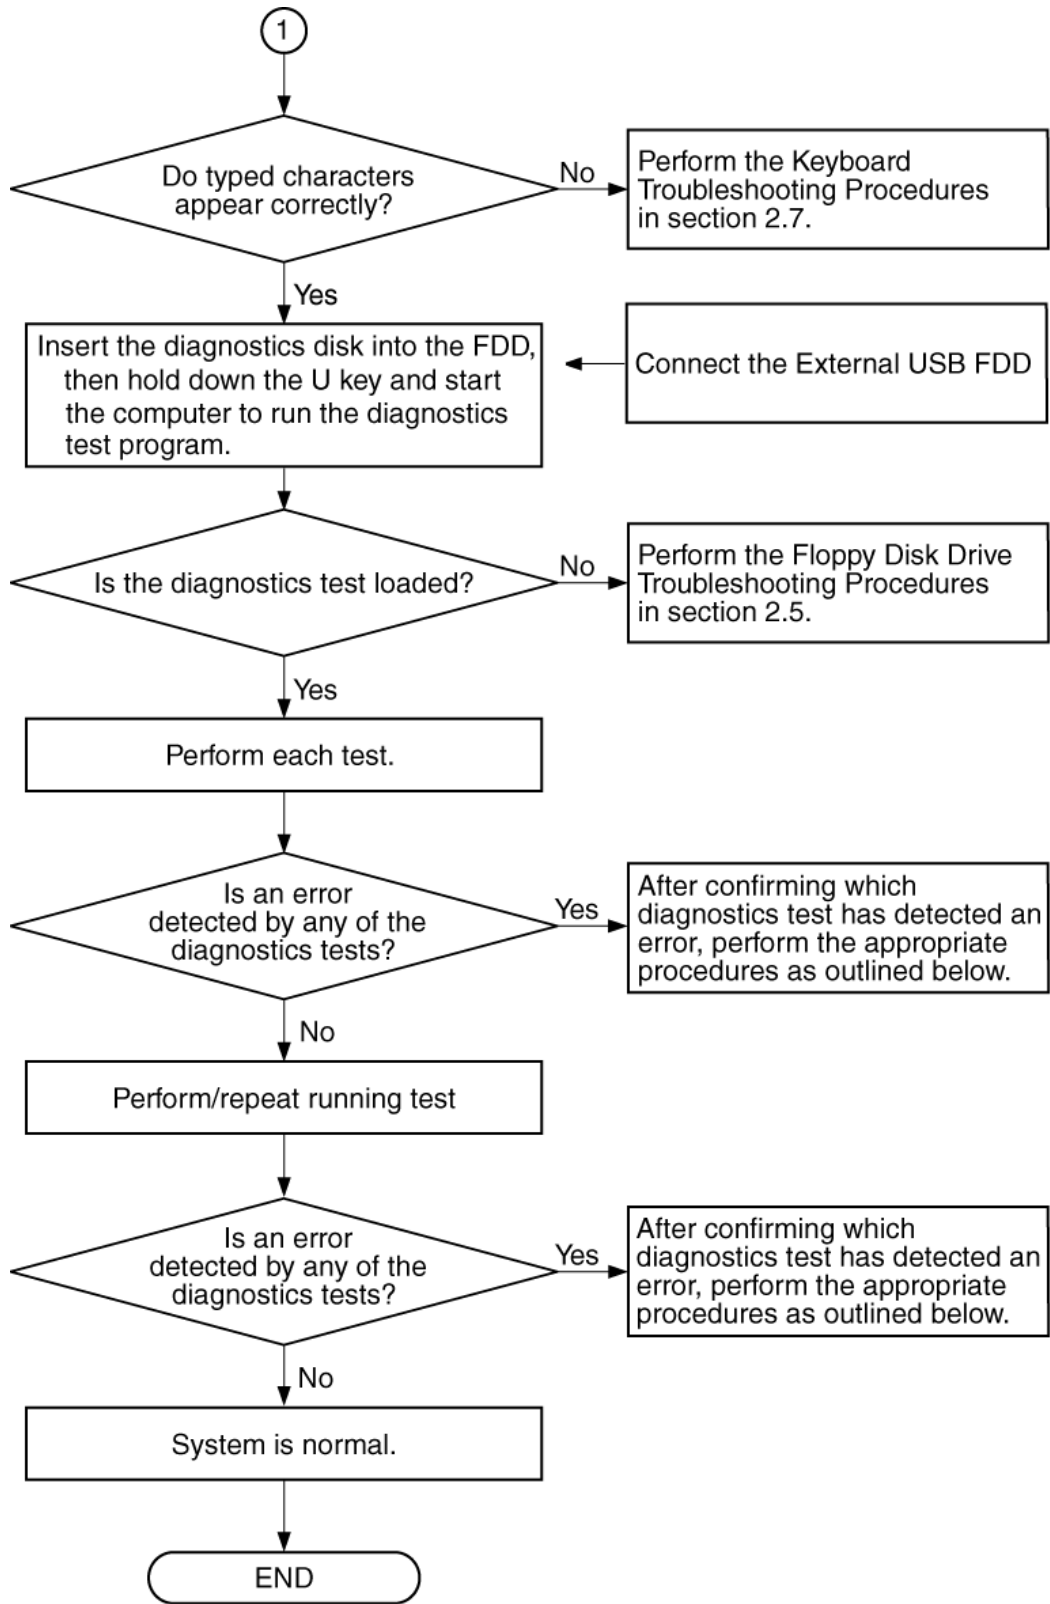 1
Do typed characters
appear correctly?
No
Perform the Keyboard
Troubleshooting Procedures
in section 2.7.
Yes
Insert the diagnostics disk into the FDD,
then hold down the U key and start
the computer to run the diagnostics
test program.
Connect the External USB FDD
Is the diagnostics test loaded?
No
Perform the Floppy Disk Drive
Troubleshooting Procedures
in section 2.5.
Yes
Perform each test.
Is an error
detected by any of the
diagnostics tests?
Yes
After confirming which
diagnostics test has detected an
error, perform the appropriate
procedures as outlined below.
No
Perform/repeat running test
Is an error
detected by any of the
diagnostics tests?
Yes
After confirming which
diagnostics test has detected an
error, perform the appropriate
procedures as outlined below.
No
System is normal.
END